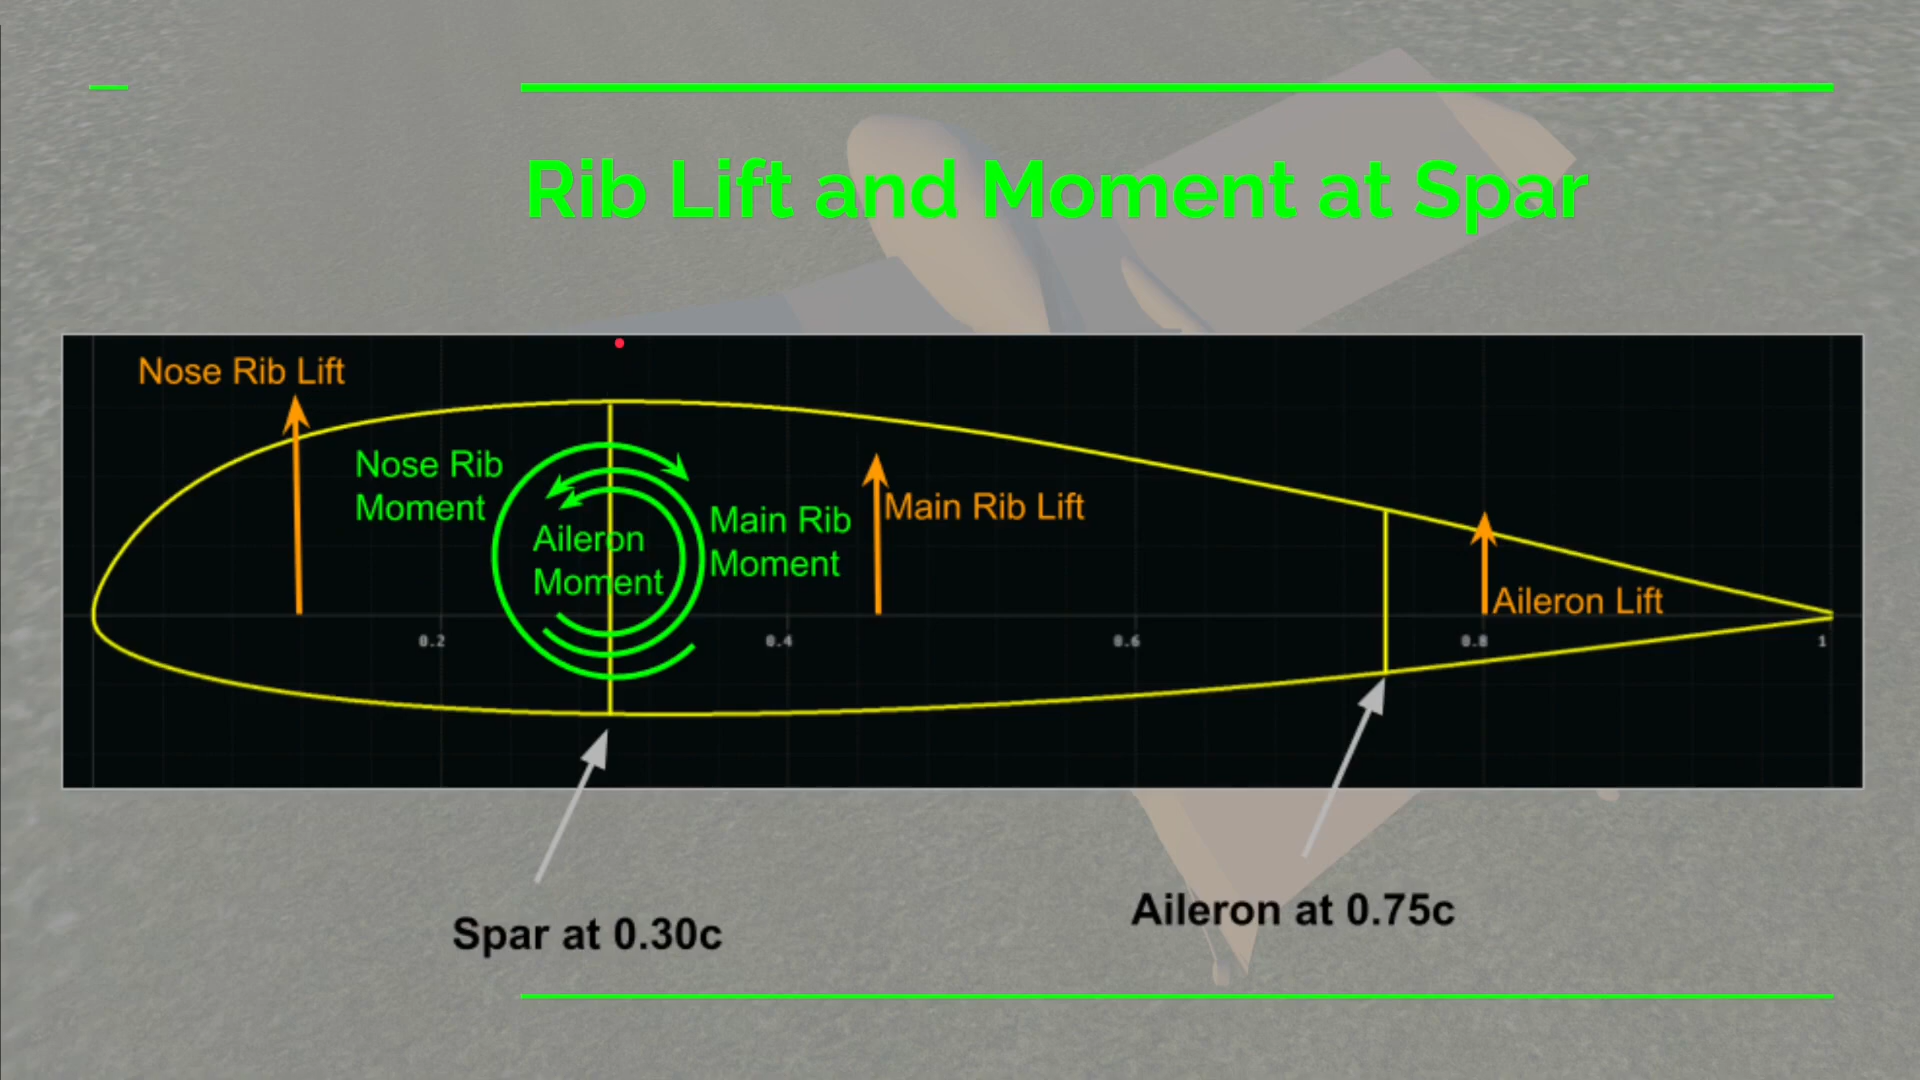 Rib Lift and Moment at Spar
Nose Rib Lift
Nose Rib
Moment
Aileron
Moment
Main Rib
Moment
Main Rib Lift
Aileron Lift
0.2
0.4
0.6
0.8
1
Spar at 0.30c
Aileron at 0.75c